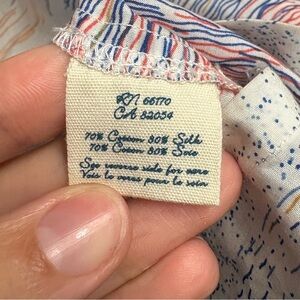 RN 66170
CA 32054
70% Cotton 30% Silk
70% Coton 30% Soie
See reverse side for care
Voir le verso pour le soin